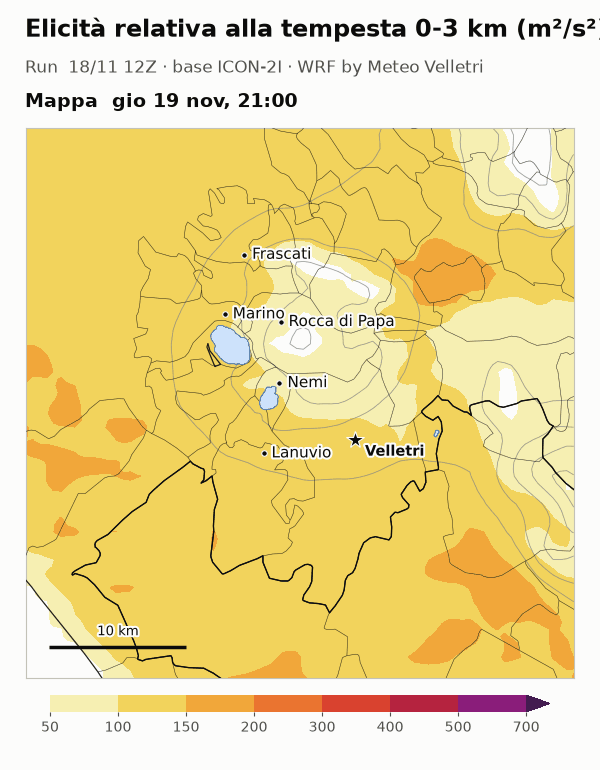 Elicità relativa alla tempesta 0-3 km (m²/s²)
Run  18/11 12Z · base ICON-2I · WRF by Meteo Velletri
Mappa  gio 19 nov, 21:00
Frascati
Marino
Rocca di Papa
Nemi
Velletri
Lanuvio
10 km
50 100 150 200 300 400 500 700